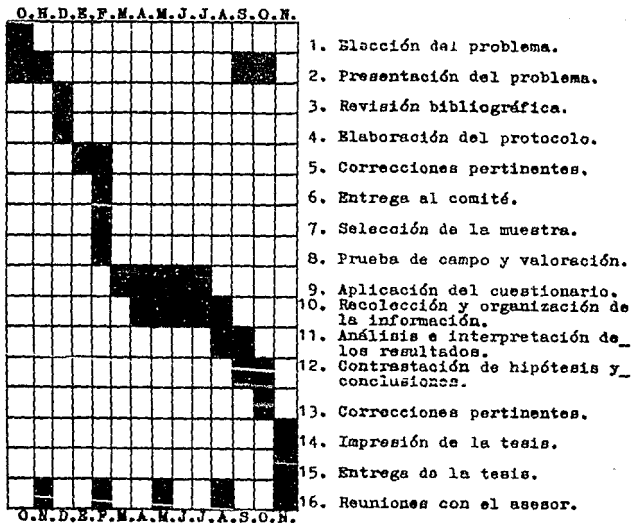 O.N.D.E.F.M.A.M.J.J.A.S.O.N.
1. Elección del problema.
2. Presentación del problema.
3. Revisión bibliográfica.
4. Elaboración del protocolo.
5. Correcciones pertinentes.
6. Entrega al comité.
7. Selección de la muestra.
8. Prueba de campo y valoración.
9. Aplicación del cuestionario.
10. Recolección y organización de
la información.
11. Análisis e interpretación de_
los resultados.
12. Contrastación de hipótesis y_
conclusiones.
13. Correcciones pertinentes.
14. Impresión de la tesis.
15. Entrega de la tesis.
16. Reuniones con el asesor.
O.N.D.E.F.M.A.M.J.J.A.S.O.N.